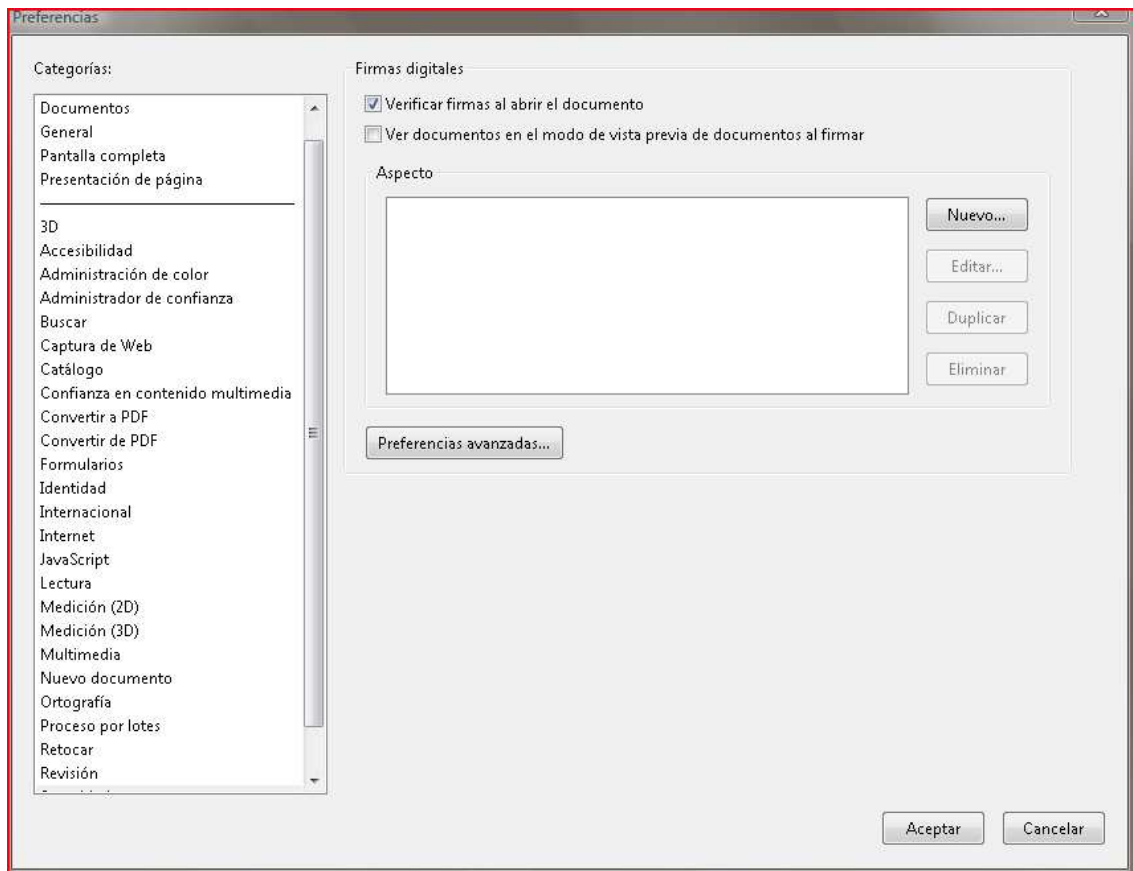 Preferencias
Categorías:
Documentos
General
Pantalla completa
Presentación de página
3D
Accesibilidad
Administración de color
Administrador de confianza
Buscar
Captura de Web
Catálogo
Confianza en contenido multimedia
Convertir a PDF
Convertir de PDF
Formularios
Identidad
Internacional
Internet
JavaScript
Lectura
Medición (2D)
Medición (3D)
Multimedia
Nuevo documento
Ortografía
Proceso por lotes
Retocar
Revisión
Firmas digitales
Verificar firmas al abrir el documento
Ver documentos en el modo de vista previa de documentos al firmar
Aspecto
Nuevo...
Editar...
Duplicar
Eliminar
Preferencias avanzadas...
Aceptar
Cancelar